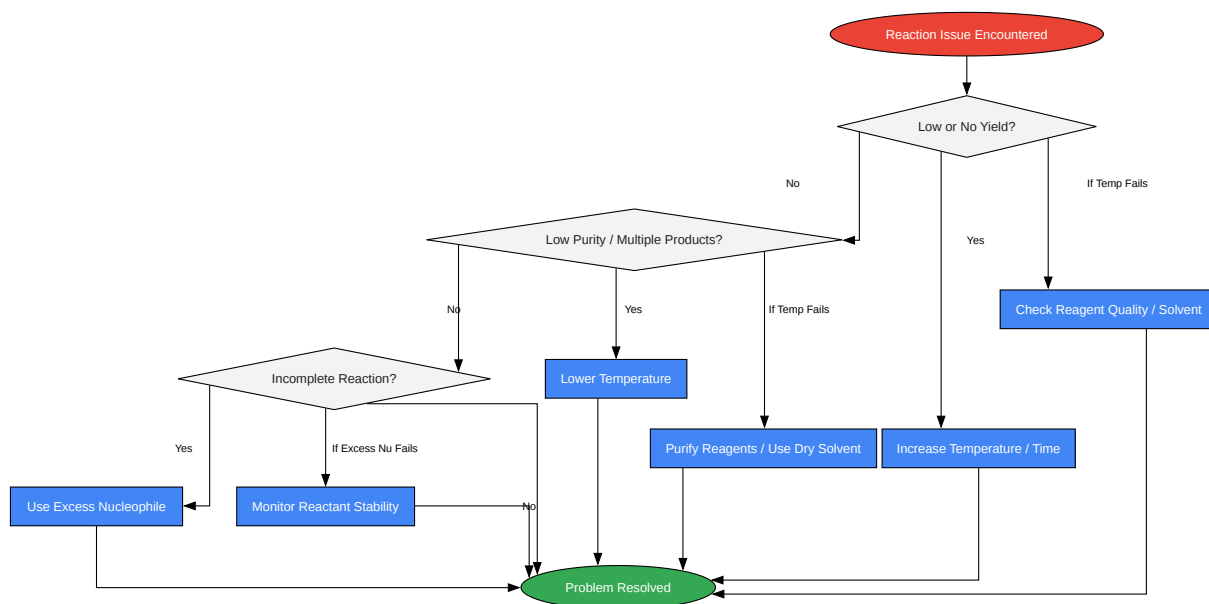 Reaction Issue Encountered
Low or No Yield?
No
If Temp Fails
Low Purity / Multiple Products?
Yes
No
Yes
If Temp Fails
Check Reagent Quality / Solvent
Incomplete Reaction?
Lower Temperature
Yes
If Excess Nu Fails
Purify Reagents / Use Dry Solvent
Increase Temperature / Time
Use Excess Nucleophile
Monitor Reactant Stability
No
Problem Resolved